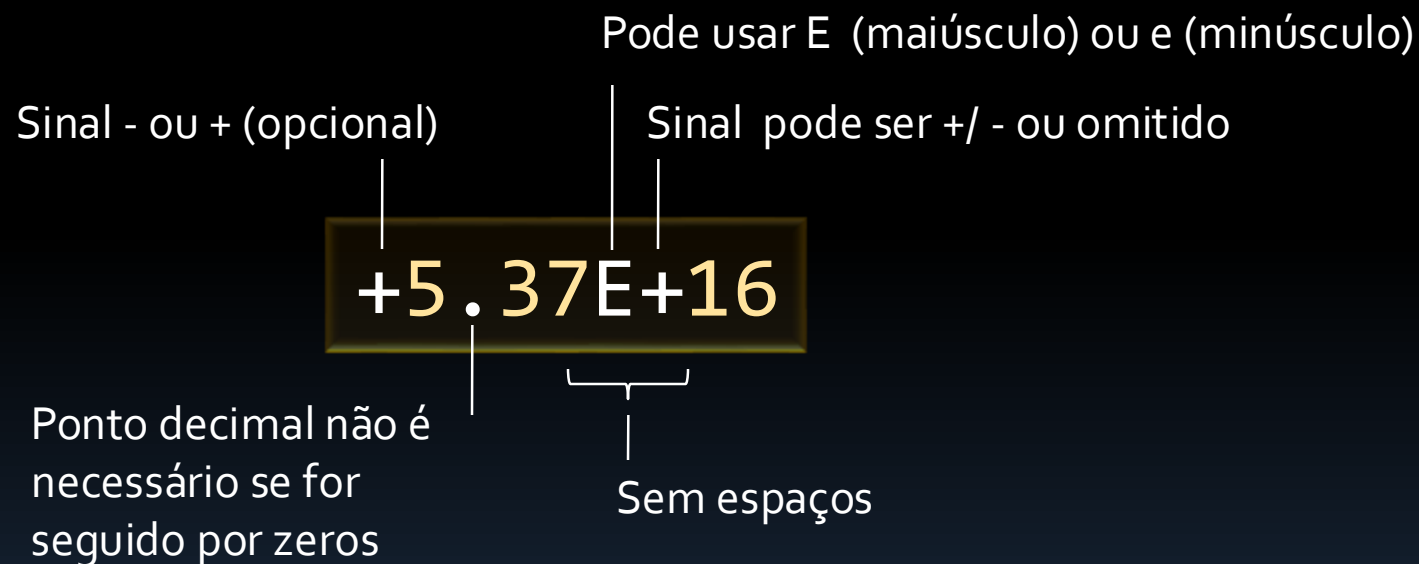 Pode usar E (maiúsculo) ou e (minúsculo)
Sinal - ou + (opcional)
Sinal pode ser +/ - ou omitido
+5.37E+16
Ponto decimal não é
necessário se for
seguido por zeros
Sem espaços